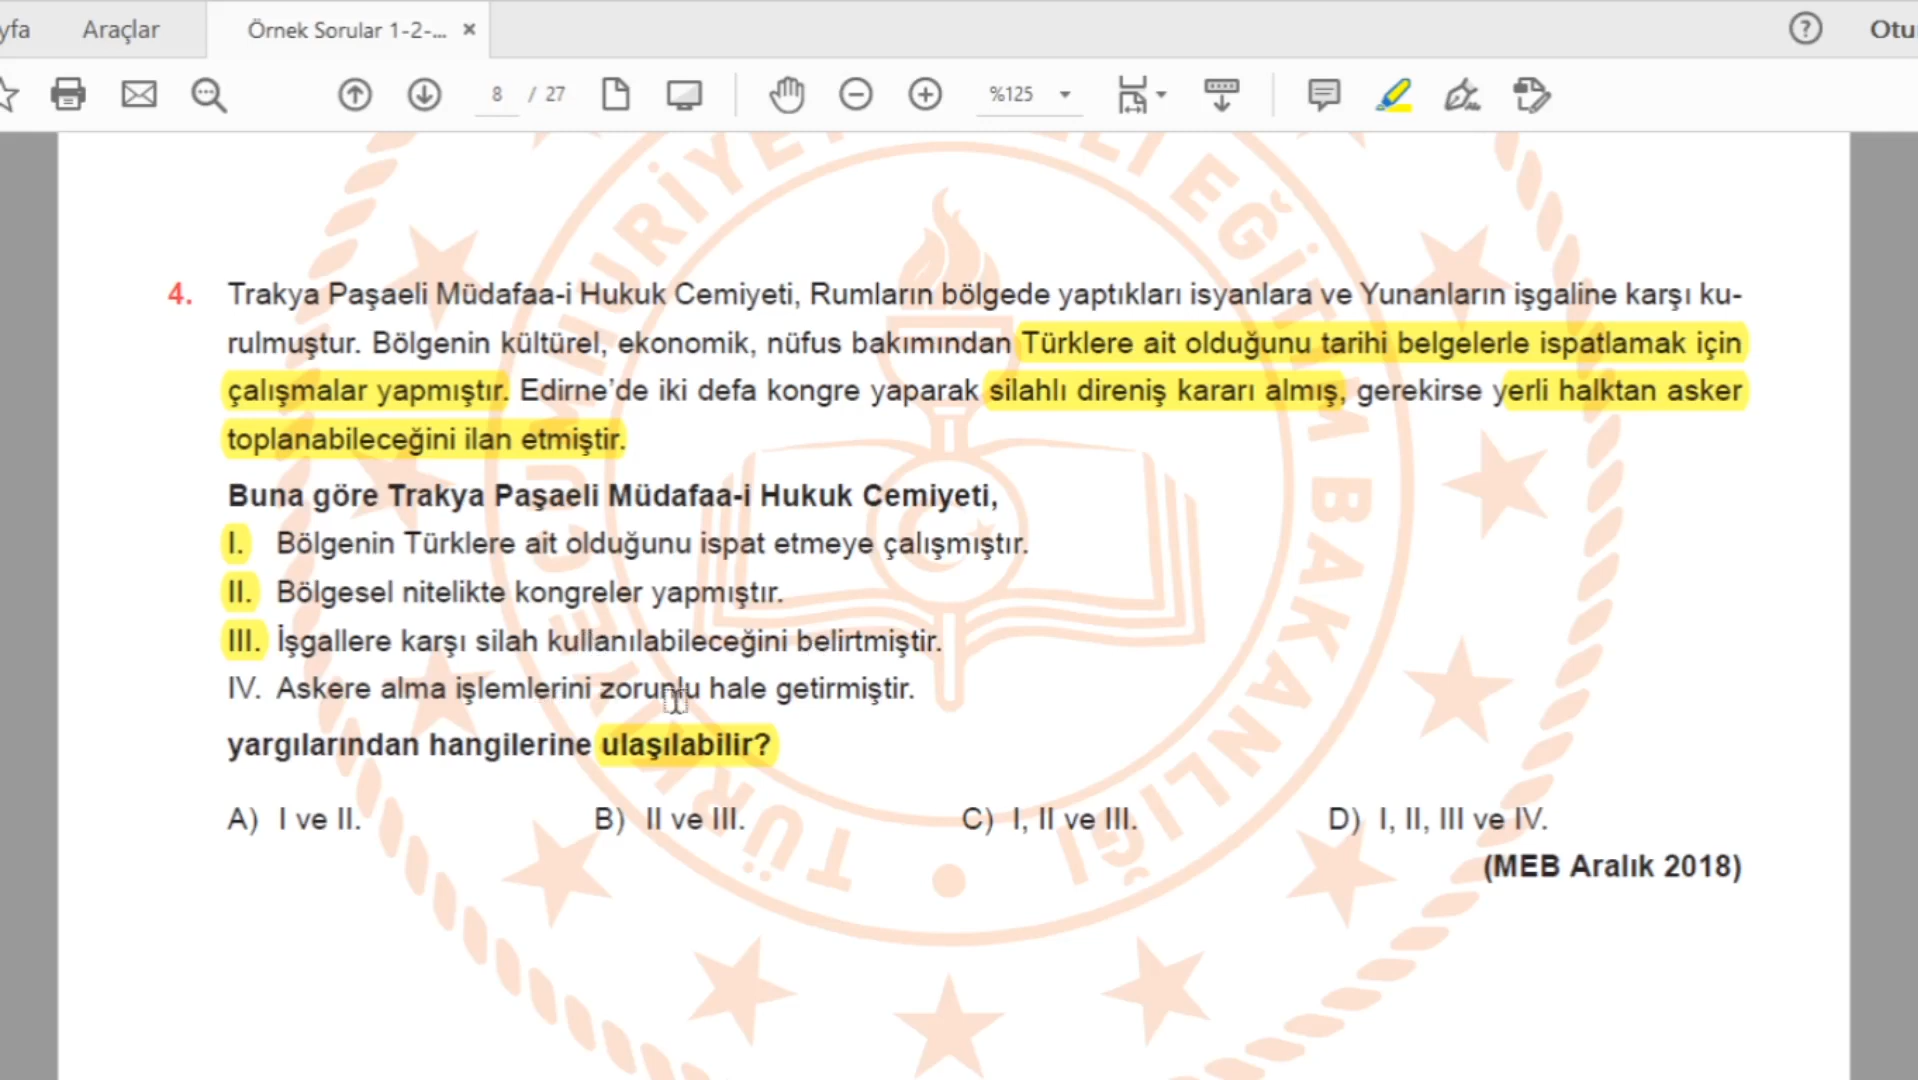 yfa Araçlar Örnek Sorular 1-2-... × ?
8 / 27 %125
4. Trakya Paşaeli Müdafaa-i Hukuk Cemiyeti, Rumların bölgede yaptıkları isyanlara ve Yunanların işgaline karşı ku-
rulmuştur. Bölgenin kültürel, ekonomik, nüfus bakımından Türklere ait olduğunu tarihi belgelerle ispatlamak için
çalışmalar yapmıştır. Edirne’de iki defa kongre yaparak silahlı direniş kararı almış, gerekirse yerli halktan asker
toplanabileceğini ilan etmiştir.
Buna göre Trakya Paşaeli Müdafaa-i Hukuk Cemiyeti,
I. Bölgenin Türklere ait olduğunu ispat etmeye çalışmıştır.
II. Bölgesel nitelikte kongreler yapmıştır.
III. İşgallere karşı silah kullanılabileceğini belirtmiştir.
IV. Askere alma işlemlerini zorunlu hale getirmiştir.
yargılarından hangilerine ulaşılabilir?
A) I ve II. B) II ve III. C) I, II ve III. D) I, II, III ve IV.
(MEB Aralık 2018)